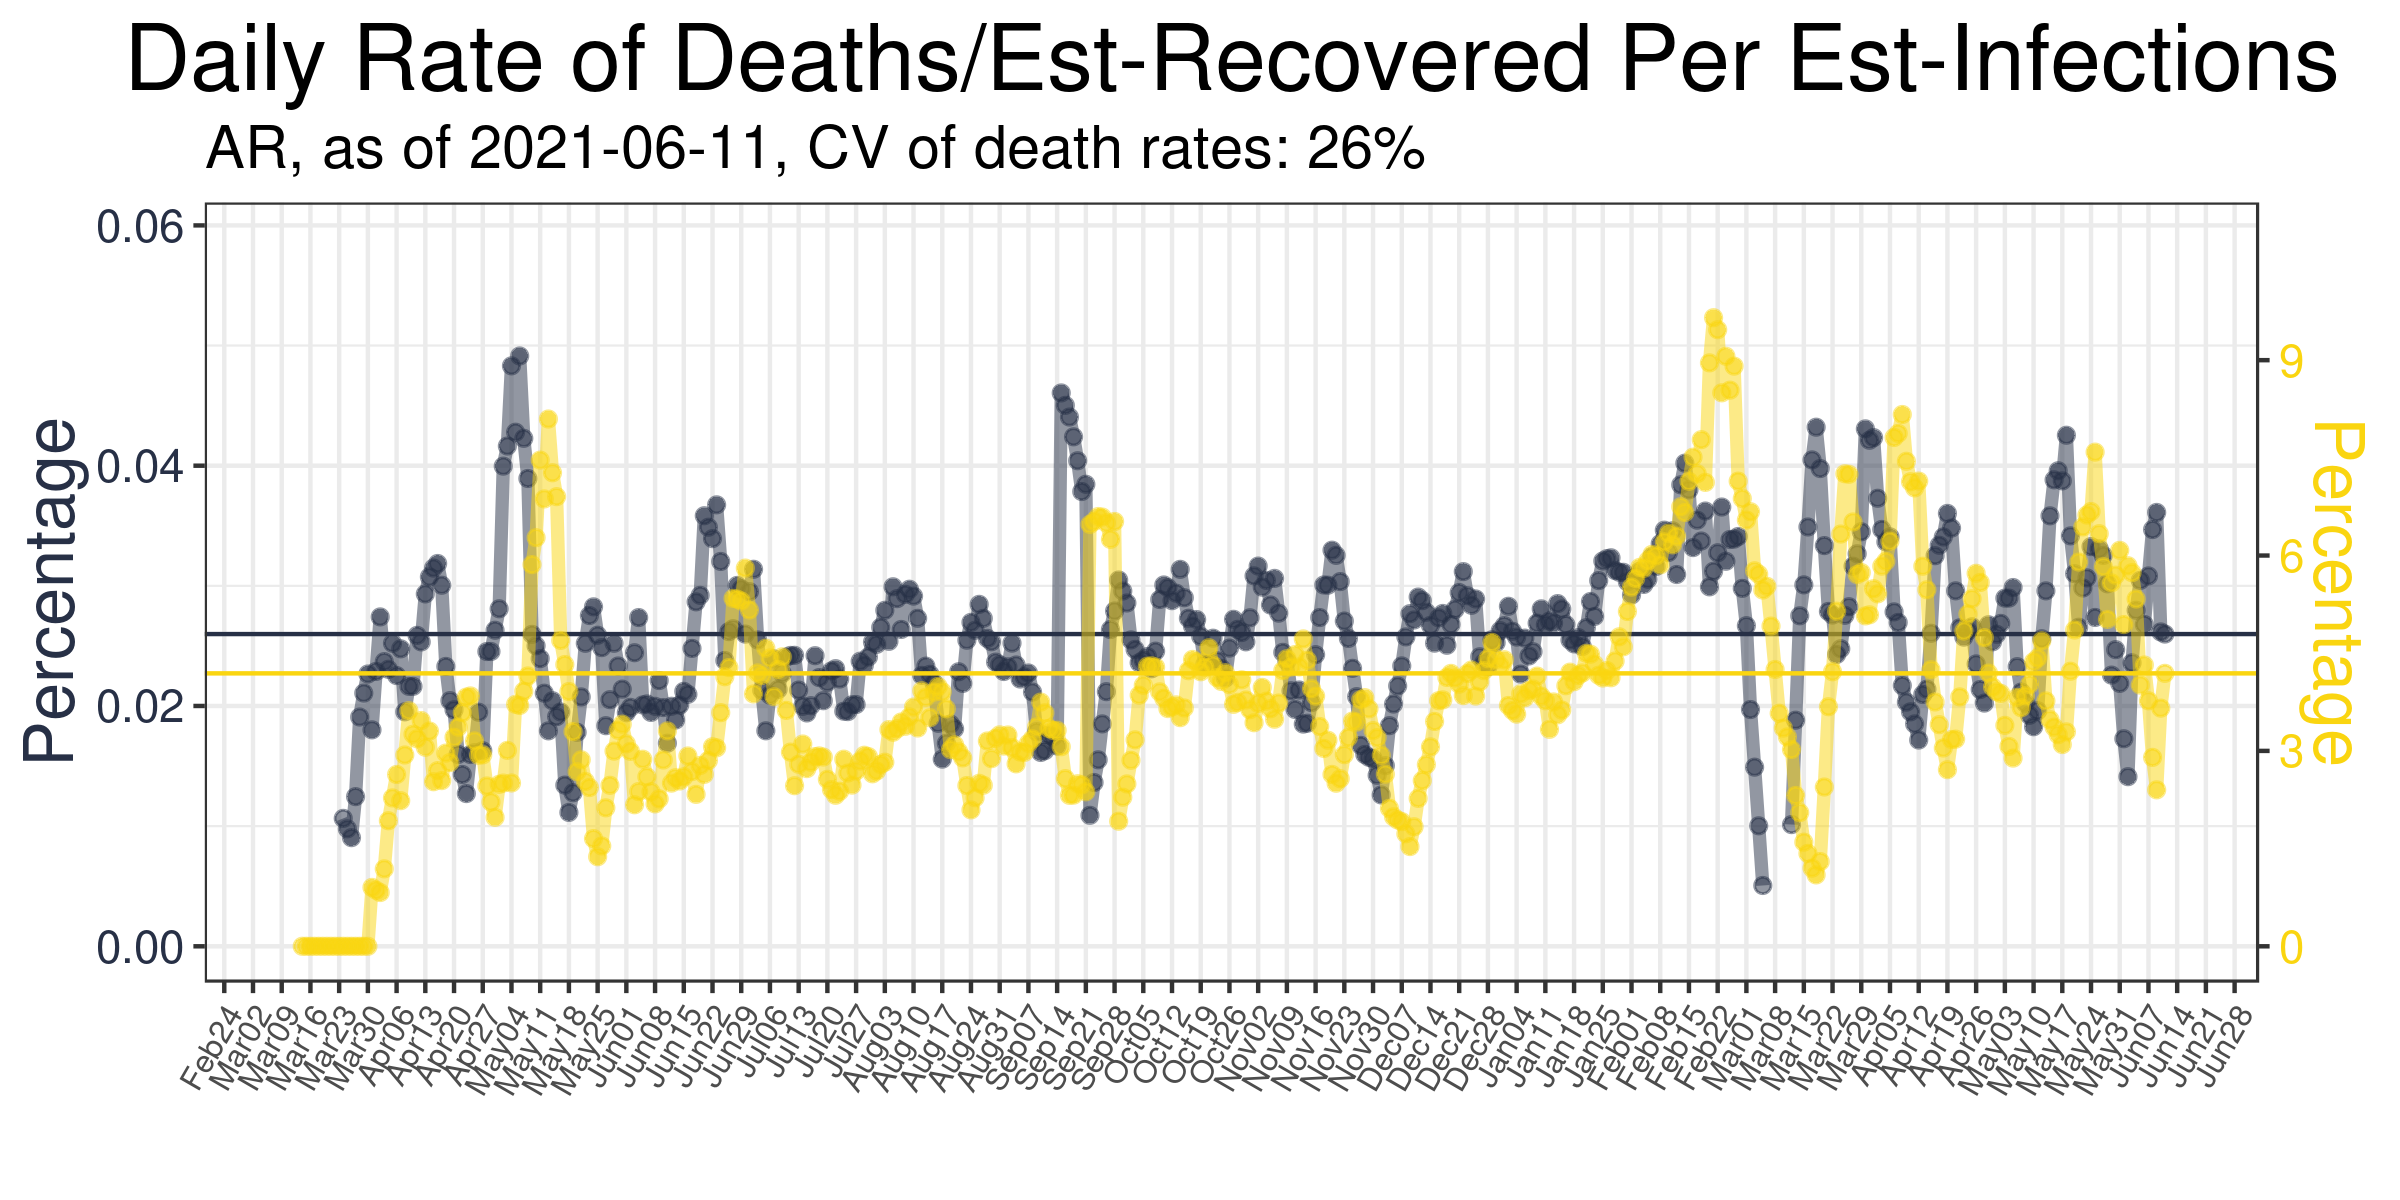 Daily Rate of Deaths/Est-Recovered Per Est-Infections
AR, as of 2021-06-11, CV of death rates: 26%
Percentage
0.06
0.04
0.02
0.00
9
6
3
0
Percentage
Feb24
Mar02
Mar09
Mar16
Mar23
Mar30
Apr06
Apr13
Apr20
Apr27
May04
May11
May18
May25
Jun01
Jun08
Jun15
Jun22
Jun29
Jul06
Jul13
Jul20
Jul27
Aug03
Aug10
Aug17
Aug24
Aug31
Sep07
Sep14
Sep21
Sep28
Oct05
Oct12
Oct19
Oct26
Nov02
Nov09
Nov16
Nov23
Nov30
Dec07
Dec14
Dec21
Dec28
Jan04
Jan11
Jan18
Jan25
Feb01
Feb08
Feb15
Feb22
Mar01
Mar08
Mar15
Mar22
Mar29
Apr05
Apr12
Apr19
Apr26
May03
May10
May17
May24
May31
Jun07
Jun14
Jun21
Jun28